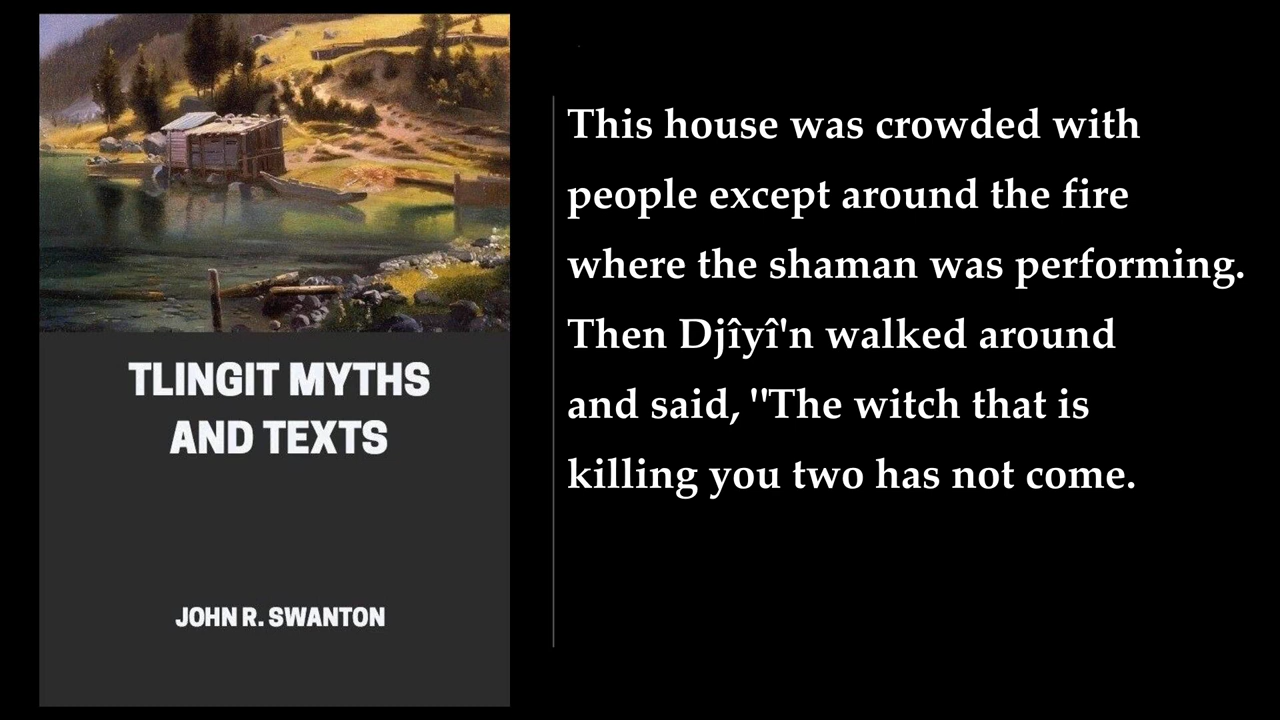 TLINGIT MYTHS
AND TEXTS
JOHN R. SWANTON
This house was crowded with
people except around the fire
where the shaman was performing.
Then Djîyî'n walked around
and said, "The witch that is
killing you two has not come.